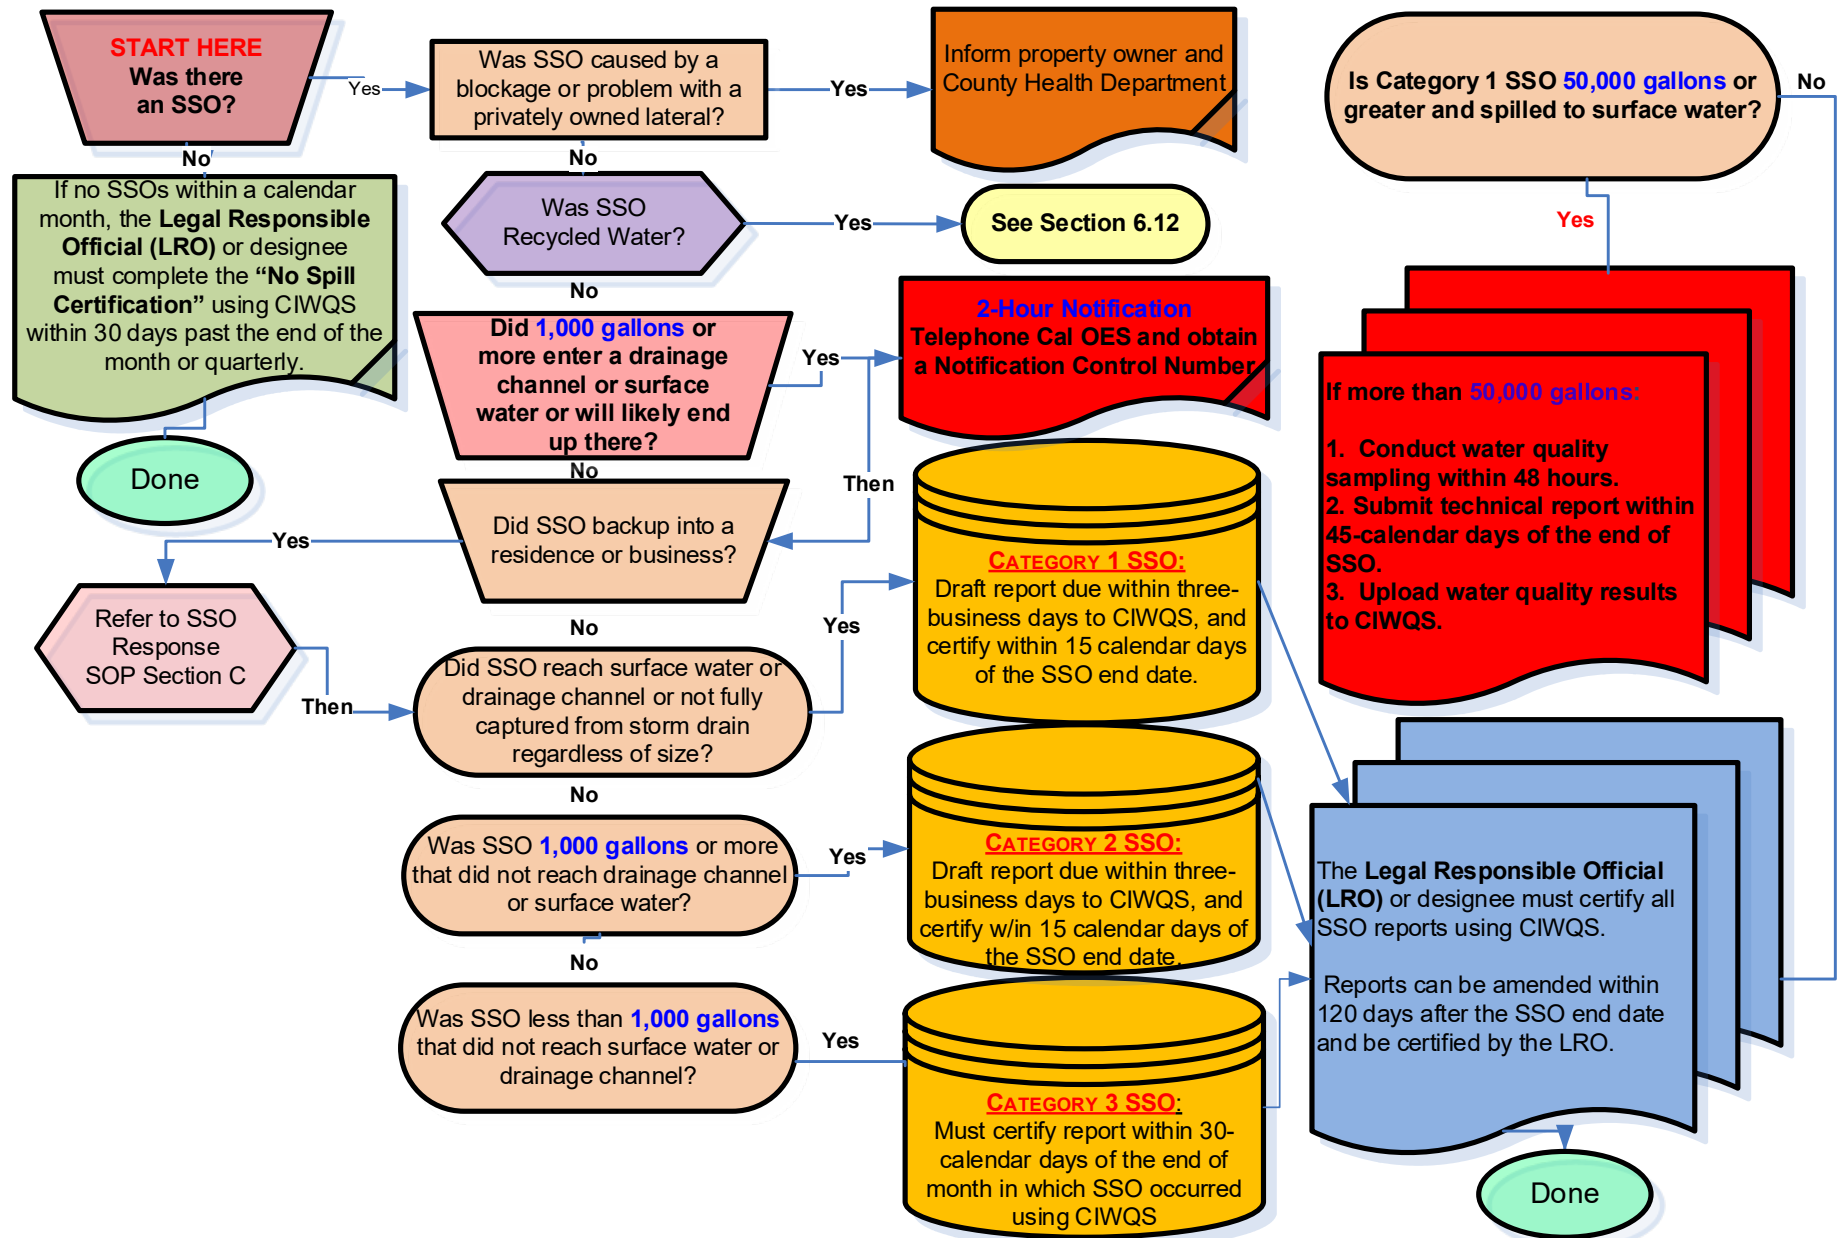 START HERE
Was there
an SSO?
Yes
Was SSO caused by a
blockage or problem with a
privately owned lateral?
Yes
Inform property owner and
County Health Department
Is Category 1 SSO 50,000 gallons or
greater and spilled to surface water?
No
No
No
Yes
If no SSOs within a calendar
month, the Legal Responsible
Official (LRO) or designee
must complete the “No Spill
Certification” using CIWQS
within 30 days past the end of the
month or quarterly.
Done
Was SSO
Recycled Water?
Yes
See Section 6.12
No
Did 1,000 gallons or
more enter a drainage
channel or surface
water or will likely end
up there?
Yes
2-Hour Notification
Telephone Cal OES and obtain
a Notification Control Number
Then
No
Did SSO backup into a
residence or business?
Yes
Refer to SSO
Response
SOP Section C
Then
No
Did SSO reach surface water or
drainage channel or not fully
captured from storm drain
regardless of size?
Yes
CATEGORY 1 SSO:
Draft report due within three-
business days to CIWQS, and
certify within 15 calendar days
of the SSO end date.
If more than 50,000 gallons:
1. Conduct water quality
sampling within 48 hours.
2. Submit technical report within
45-calendar days of the end of
SSO.
3. Upload water quality results
to CIWQS.
No
Was SSO 1,000 gallons or more
that did not reach drainage channel
or surface water?
Yes
CATEGORY 2 SSO:
Draft report due within three-
business days to CIWQS, and
certify w/in 15 calendar days of
the SSO end date.
The Legal Responsible Official
(LRO) or designee must certify all
SSO reports using CIWQS.
Reports can be amended within
120 days after the SSO end date
and be certified by the LRO.
No
Was SSO less than 1,000 gallons
that did not reach surface water or
drainage channel?
Yes
CATEGORY 3 SSO:
Must certify report within 30-
calendar days of the end of
month in which SSO occurred
using CIWQS
Done